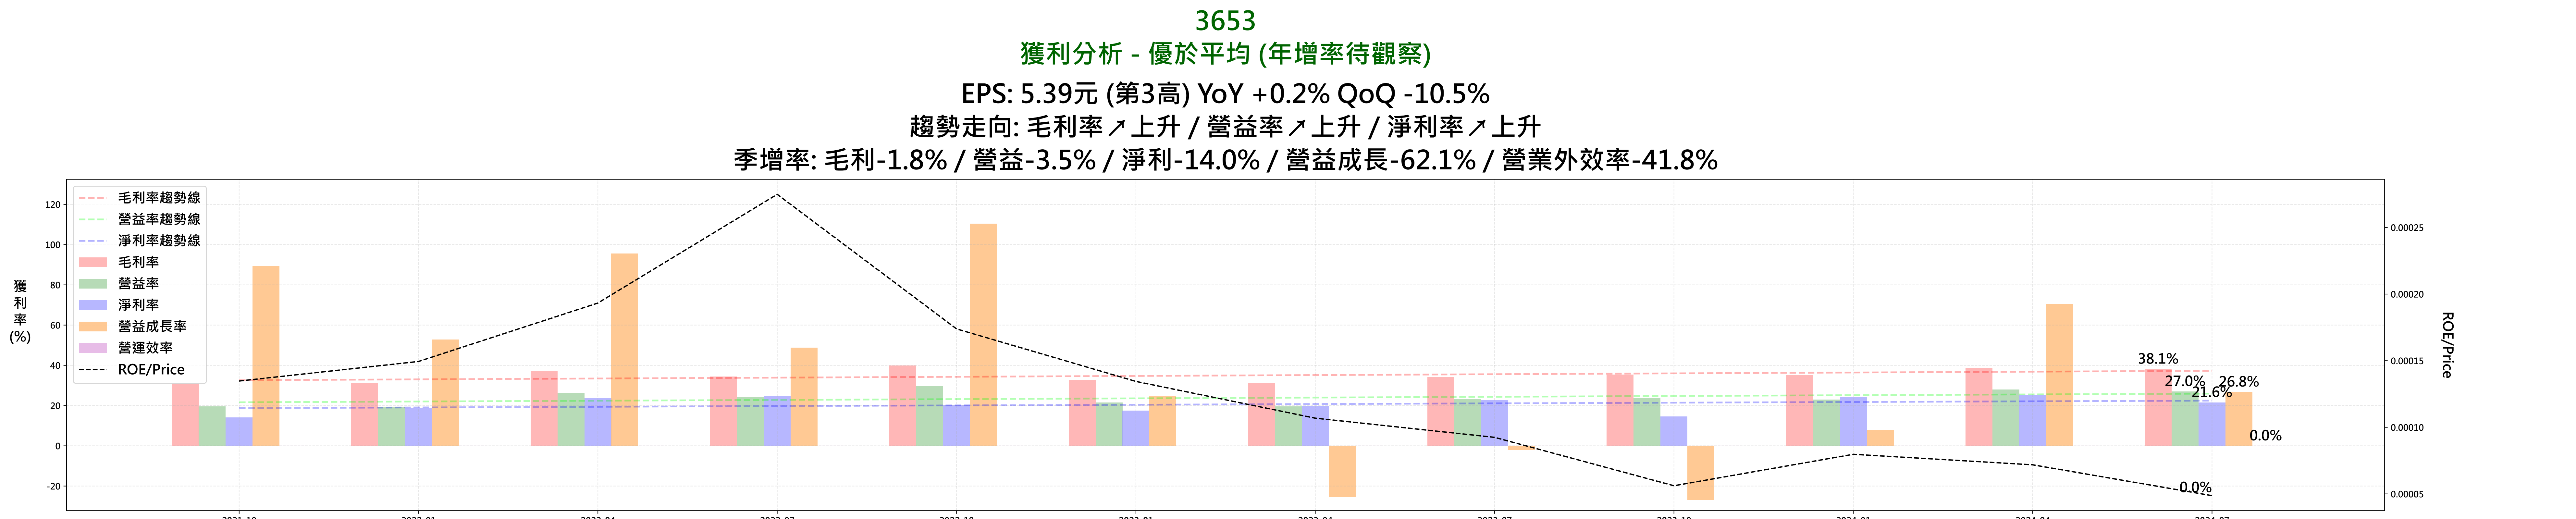 3653
獲利分析 - 優於平均 (年增率待觀察)
EPS: 5.39元 (第3高) YoY +0.2% QoQ -10.5%
趨勢走向: 毛利率↗上升 / 營益率↗上升 / 淨利率↗上升
季增率: 毛利-1.8% / 營益-3.5% / 淨利-14.0% / 營益成長-62.1% / 營業外效率-41.8%
毛利率趨勢線
營益率趨勢線
淨利率趨勢線
毛利率
營益率
淨利率
營益成長率
營運效率
ROE/Price
獲利率(%)
120
100
80
60
40
20
0
-20
38.1%
27.0%
26.8%
21.6%
0.0%
0.0%
0.00025
0.00020
0.00015
0.00010
0.00005
ROE/Price